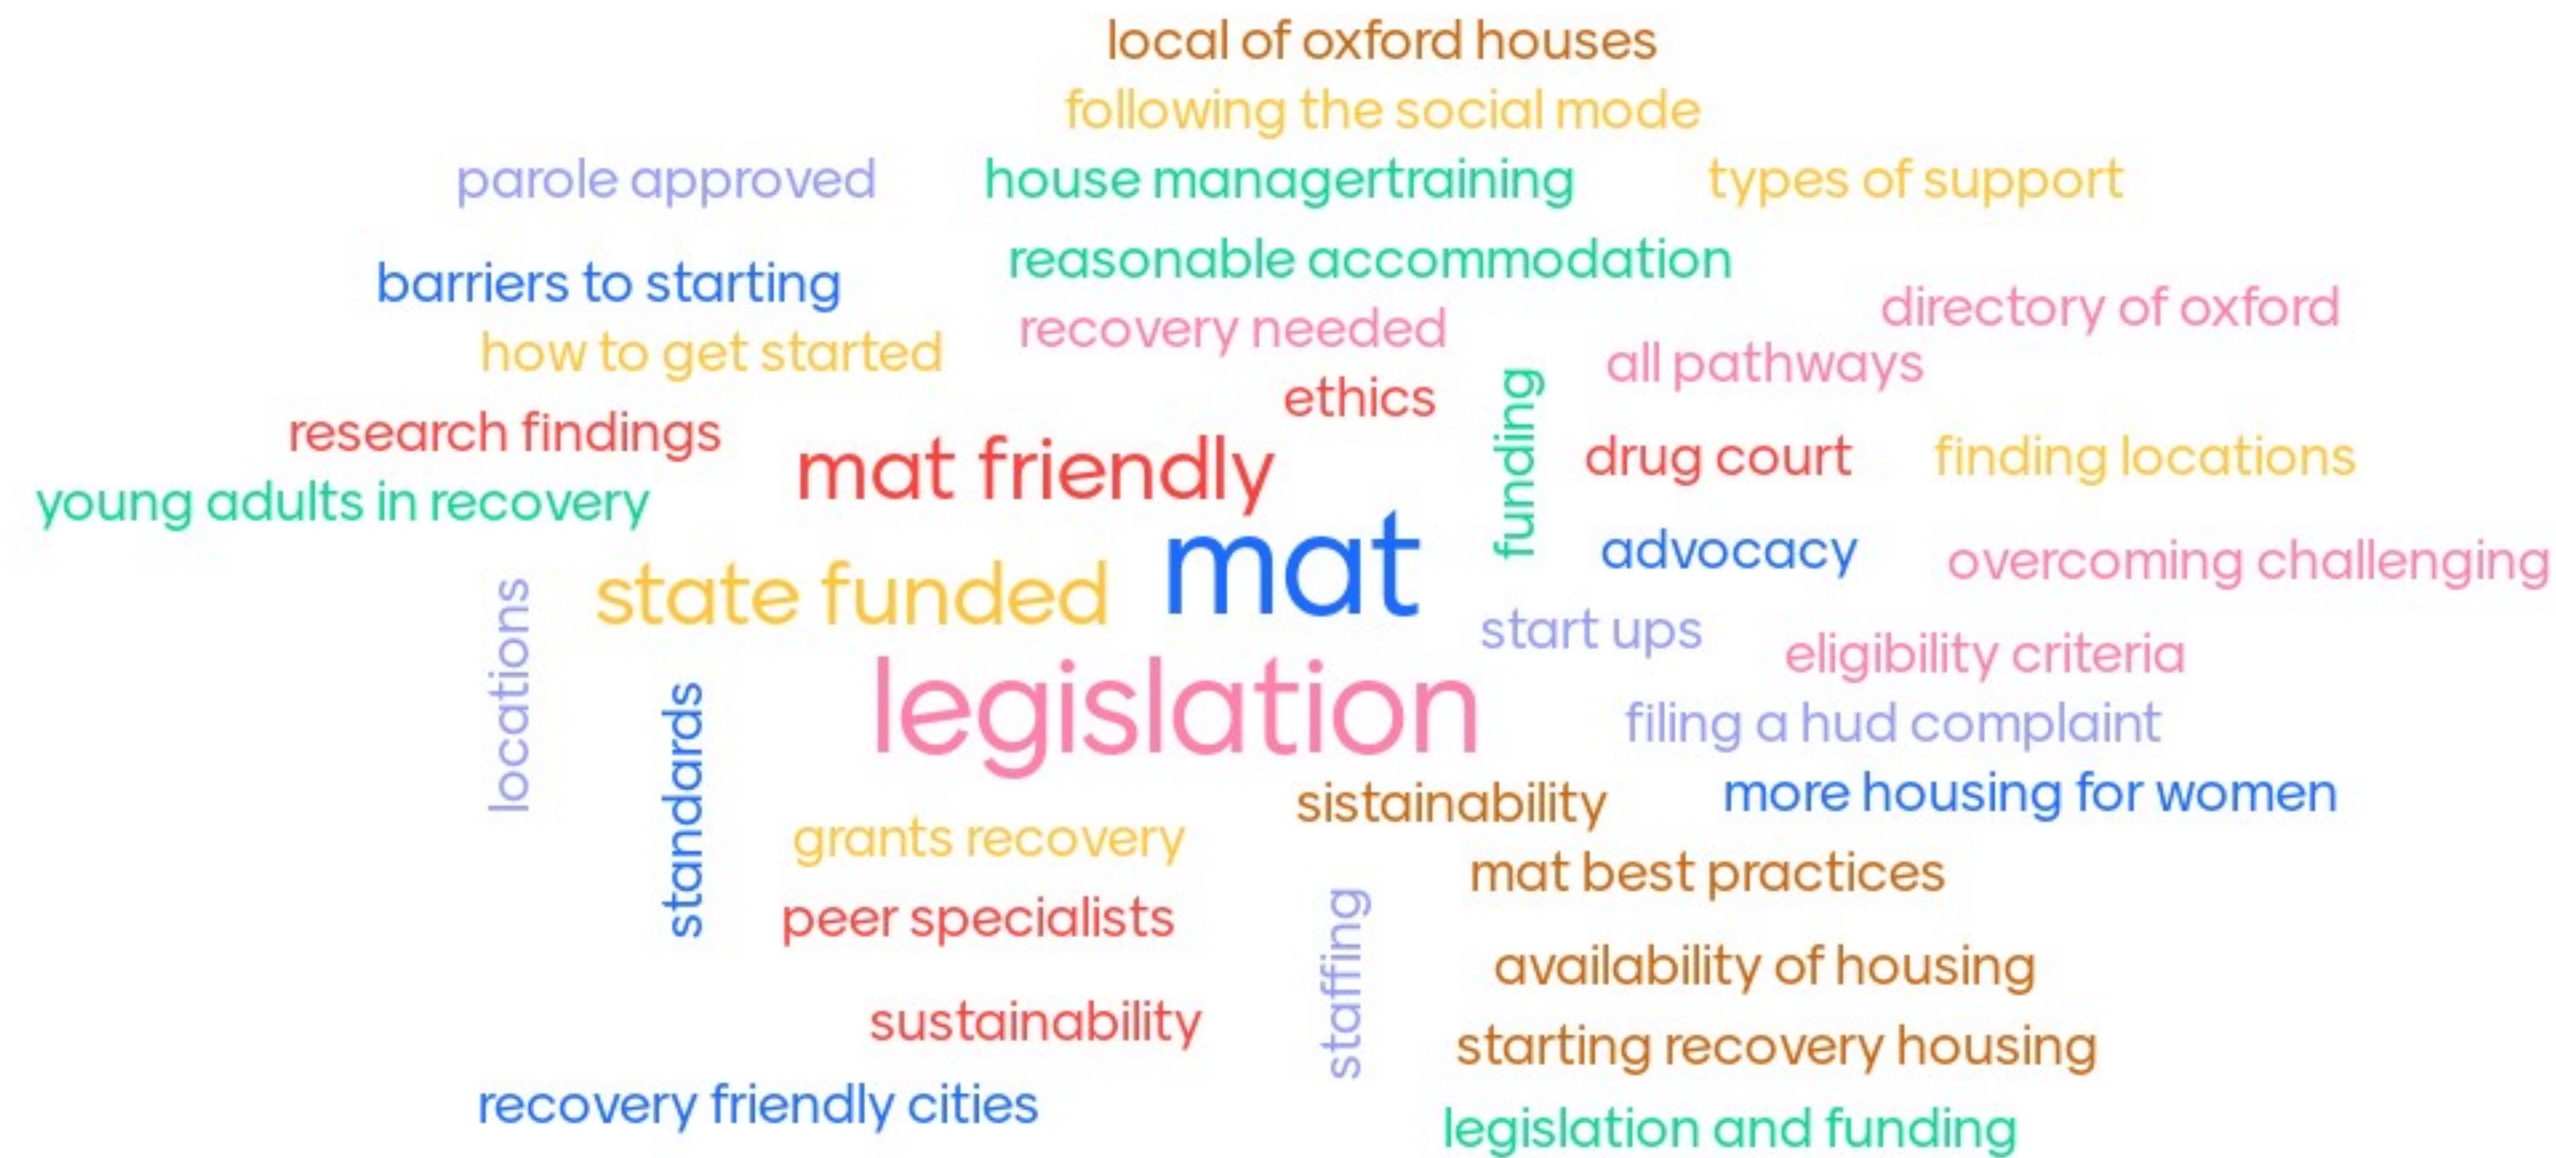 local of oxford houses
following the social mode
parole approved
house managertraining
types of support
reasonable accommodation
barriers to starting
directory of oxford
recovery needed
how to get started
all pathways
ethics
funding
research findings
mat friendly
drug court
finding locations
young adults in recovery
mat
advocacy
overcoming challenging
state funded
locations
start ups
eligibility criteria
legislation
standards
filing a hud complaint
sistainability
more housing for women
grants recovery
mat best practices
peer specialists
staffing
availability of housing
sustainability
starting recovery housing
recovery friendly cities
legislation and funding